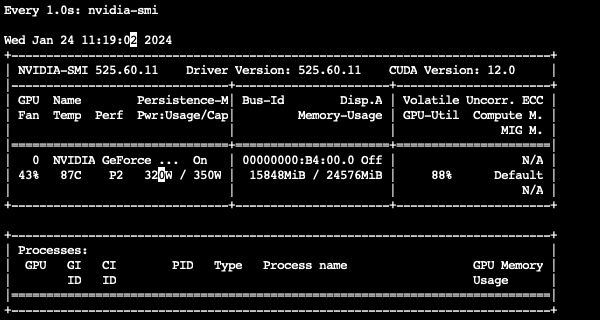 Every 1.0s: nvidia-smi
Wed Jan 24 11:19:02 2024
+-----------------------------------------------------------------------------+
| NVIDIA-SMI 525.60.11    Driver Version: 525.60.11    CUDA Version: 12.0     |
|-------------------------------+----------------------+----------------------+
| GPU  Name        Persistence-M| Bus-Id        Disp.A | Volatile Uncorr. ECC |
| Fan  Temp  Perf  Pwr:Usage/Cap|         Memory-Usage | GPU-Util  Compute M. |
|                               |                      |               MIG M. |
|===============================+======================+======================|
|   0  NVIDIA GeForce ...  On   | 00000000:B4:00.0 Off |                  N/A |
| 43%   87C    P2   320W / 350W |  15848MiB / 24576MiB |     88%      Default |
|                               |                      |                  N/A |
+-------------------------------+----------------------+----------------------+
+-----------------------------------------------------------------------------+
| Processes:                                                                  |
|  GPU   GI   CI        PID   Type   Process name                  GPU Memory |
|        ID   ID                                                   Usage      |
|=============================================================================|
+-----------------------------------------------------------------------------+